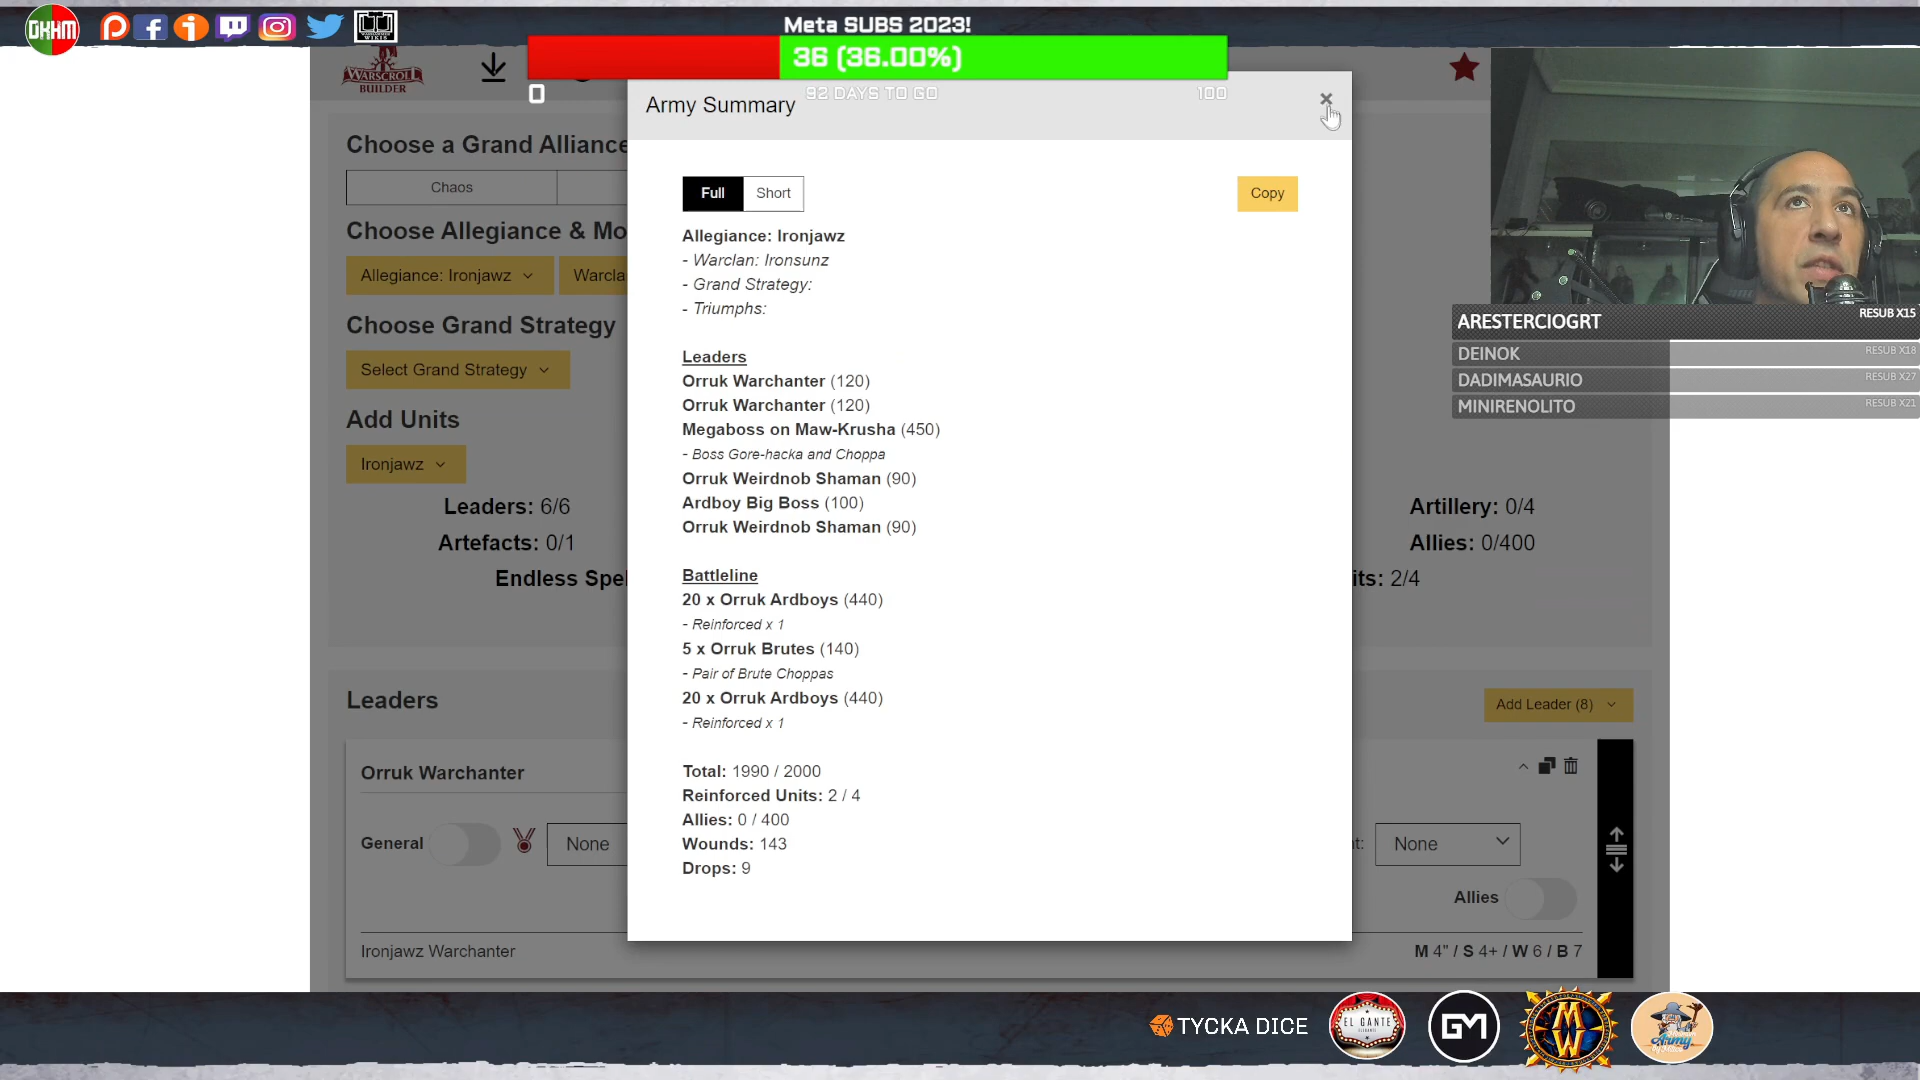 GKHM
WARHAMMER
WIKIS
Meta SUBS 2023!
36 (36.00%)
0
92 DAYS TO GO
100
WARSCROLL
BUILDER
Army Summary
×
Choose a Grand Alliance
Chaos
Full
Short
Copy
Choose Allegiance & Mo
Allegiance: Ironjawz
Warcla
Allegiance: Ironjawz
- Warclan: Ironsunz
- Grand Strategy:
- Triumphs:
RESUB X15
ARESTERCIOGRT
DEINOK
RESUB X18
DADIMASAURIO
RESUB X27
MINIRENOLITO
RESUB X21
Choose Grand Strategy
Select Grand Strategy
Add Units
Ironjawz
Leaders: 6/6
Artefacts: 0/1
Endless Spel
Artillery: 0/4
Allies: 0/400
its: 2/4
Leaders
Orruk Warchanter (120)
Orruk Warchanter (120)
Megaboss on Maw-Krusha (450)
- Boss Gore-hacka and Choppa
Orruk Weirdnob Shaman (90)
Ardboy Big Boss (100)
Orruk Weirdnob Shaman (90)
Battleline
20 x Orruk Ardboys (440)
- Reinforced x 1
5 x Orruk Brutes (140)
- Pair of Brute Choppas
20 x Orruk Ardboys (440)
- Reinforced x 1
Total: 1990 / 2000
Reinforced Units: 2 / 4
Allies: 0 / 400
Wounds: 143
Drops: 9
Leaders
Add Leader (8)
Orruk Warchanter
General
None
t:
None
Allies
Ironjawz Warchanter
M 4" / S 4+ / W 6 / B 7
TYCKA DICE
EL GANTE
GM
MW
Army